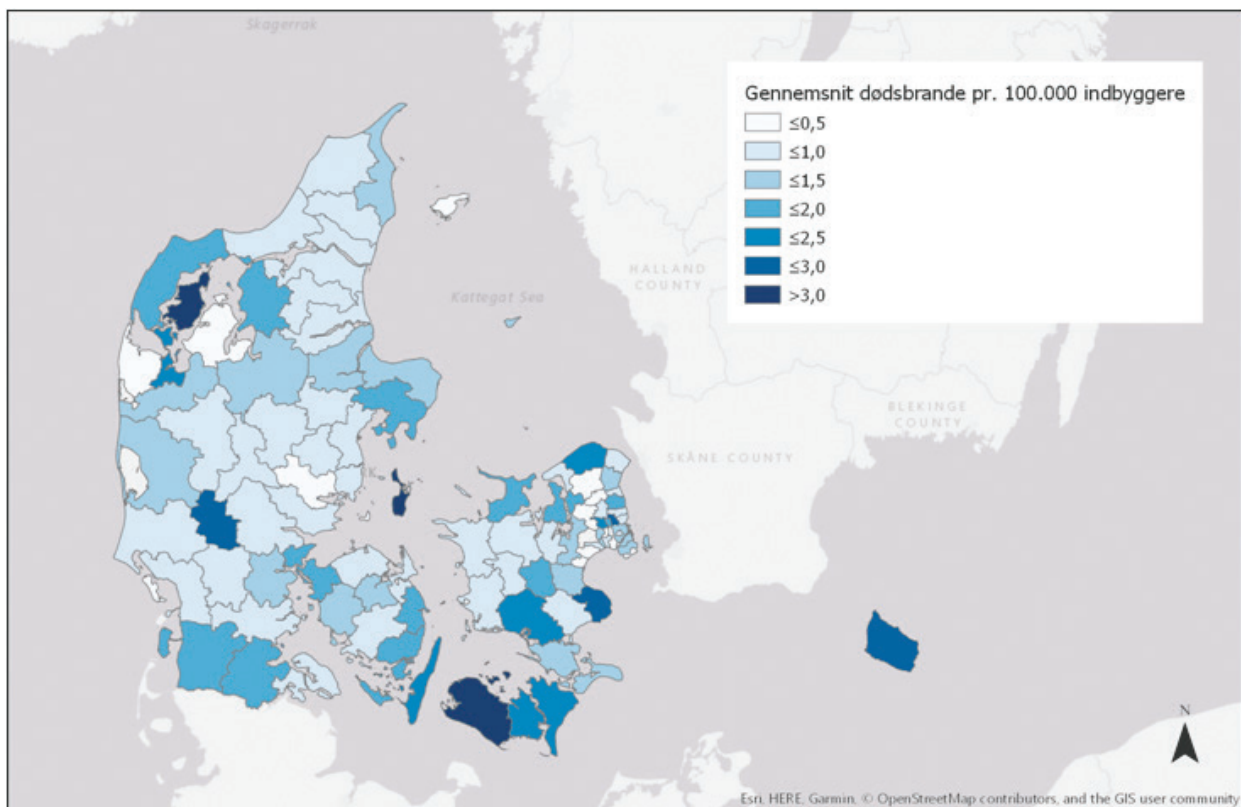 Skagerrak
Gennemsnit dødsbrande pr. 100.000 indbyggere
≤0,5
≤1,0
≤1,5
≤2,0
≤2,5
≤3,0
>3,0
HALLAND
COUNTY
Kattegat Sea
BLEKINGE
COUNTY
SKÅNE COUNTY
N
Esri, HERE, Garmin, © OpenStreetMap contributors, and the GIS user community